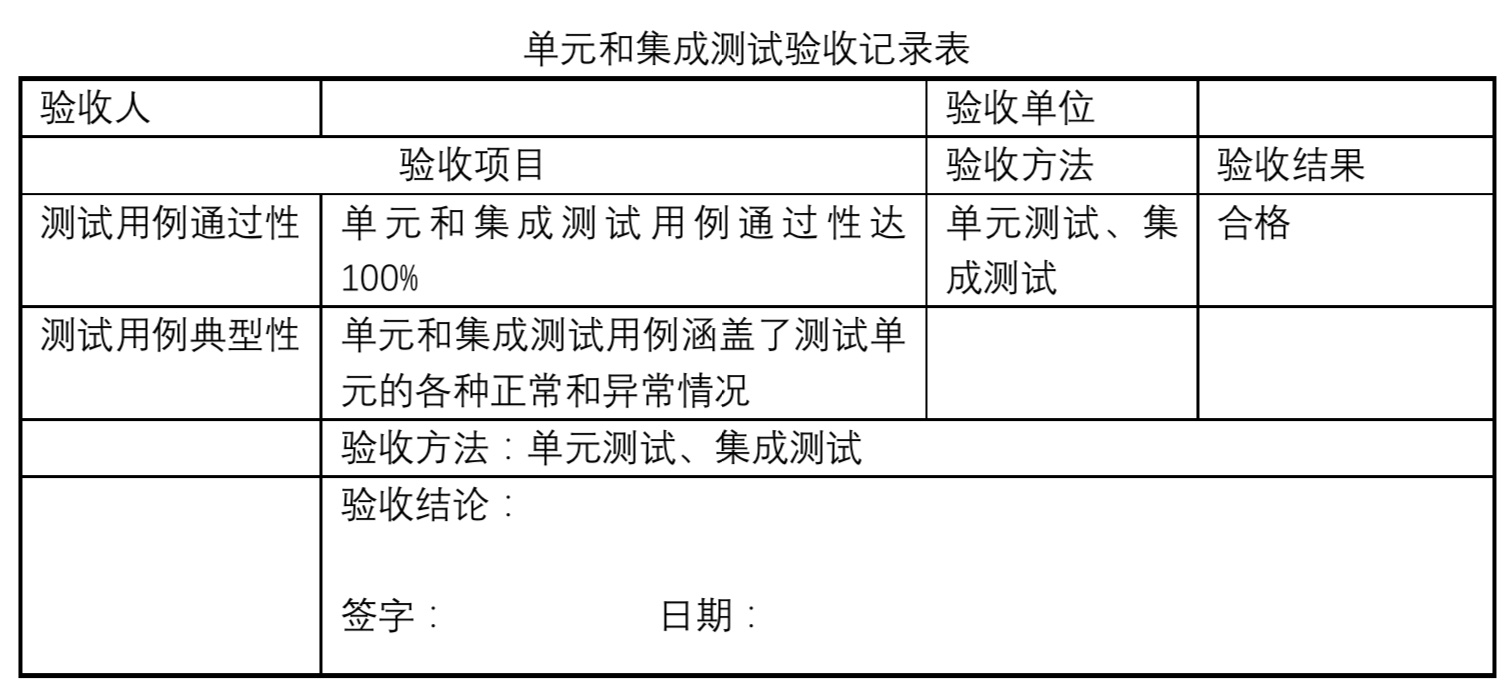 单元和集成测试验收记录表
验收人 验收单位
验收项目 验收方法 验收结果
测试用例通过性 单元和集成测试用例通过性达 单元测试、集 合格
100% 成测试
测试用例典型性 单元和集成测试用例涵盖了测试单
元的各种正常和异常情况
验收方法：单元测试、集成测试
验收结论：
签字： 日期：